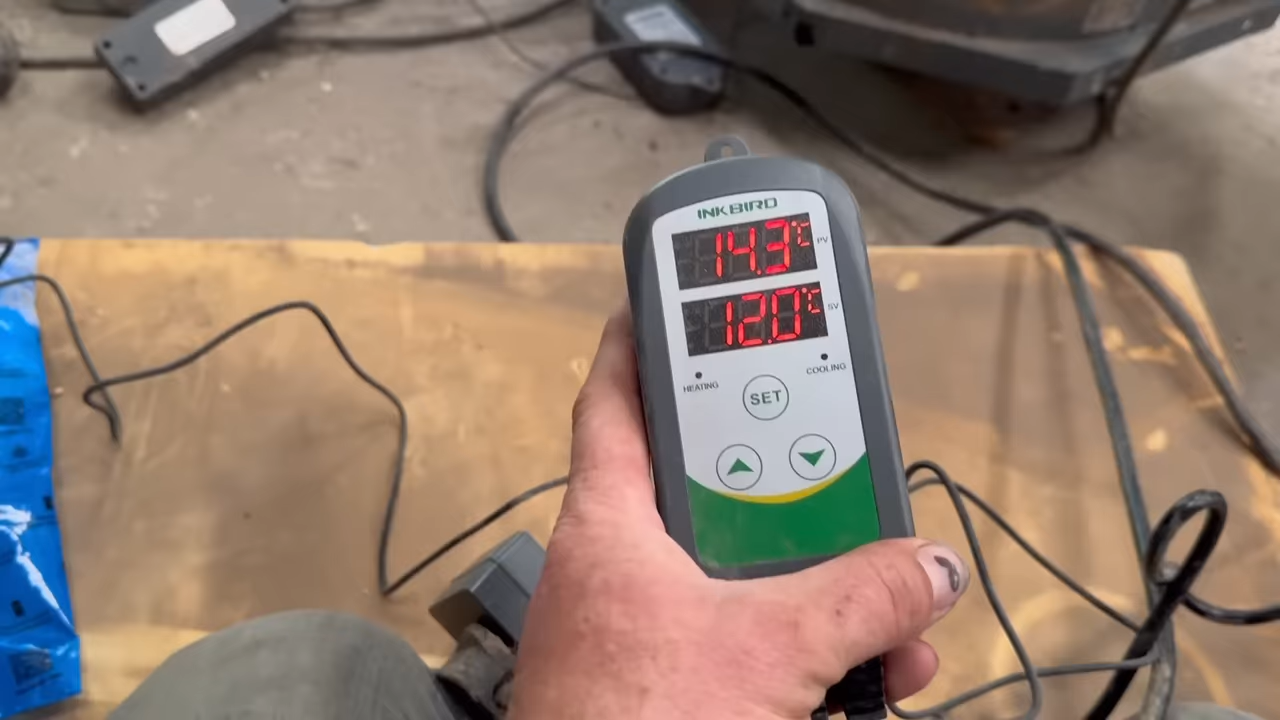 INKBIRD
14.3°C PV
12.0°C SV
HEATING
COOLING
SET